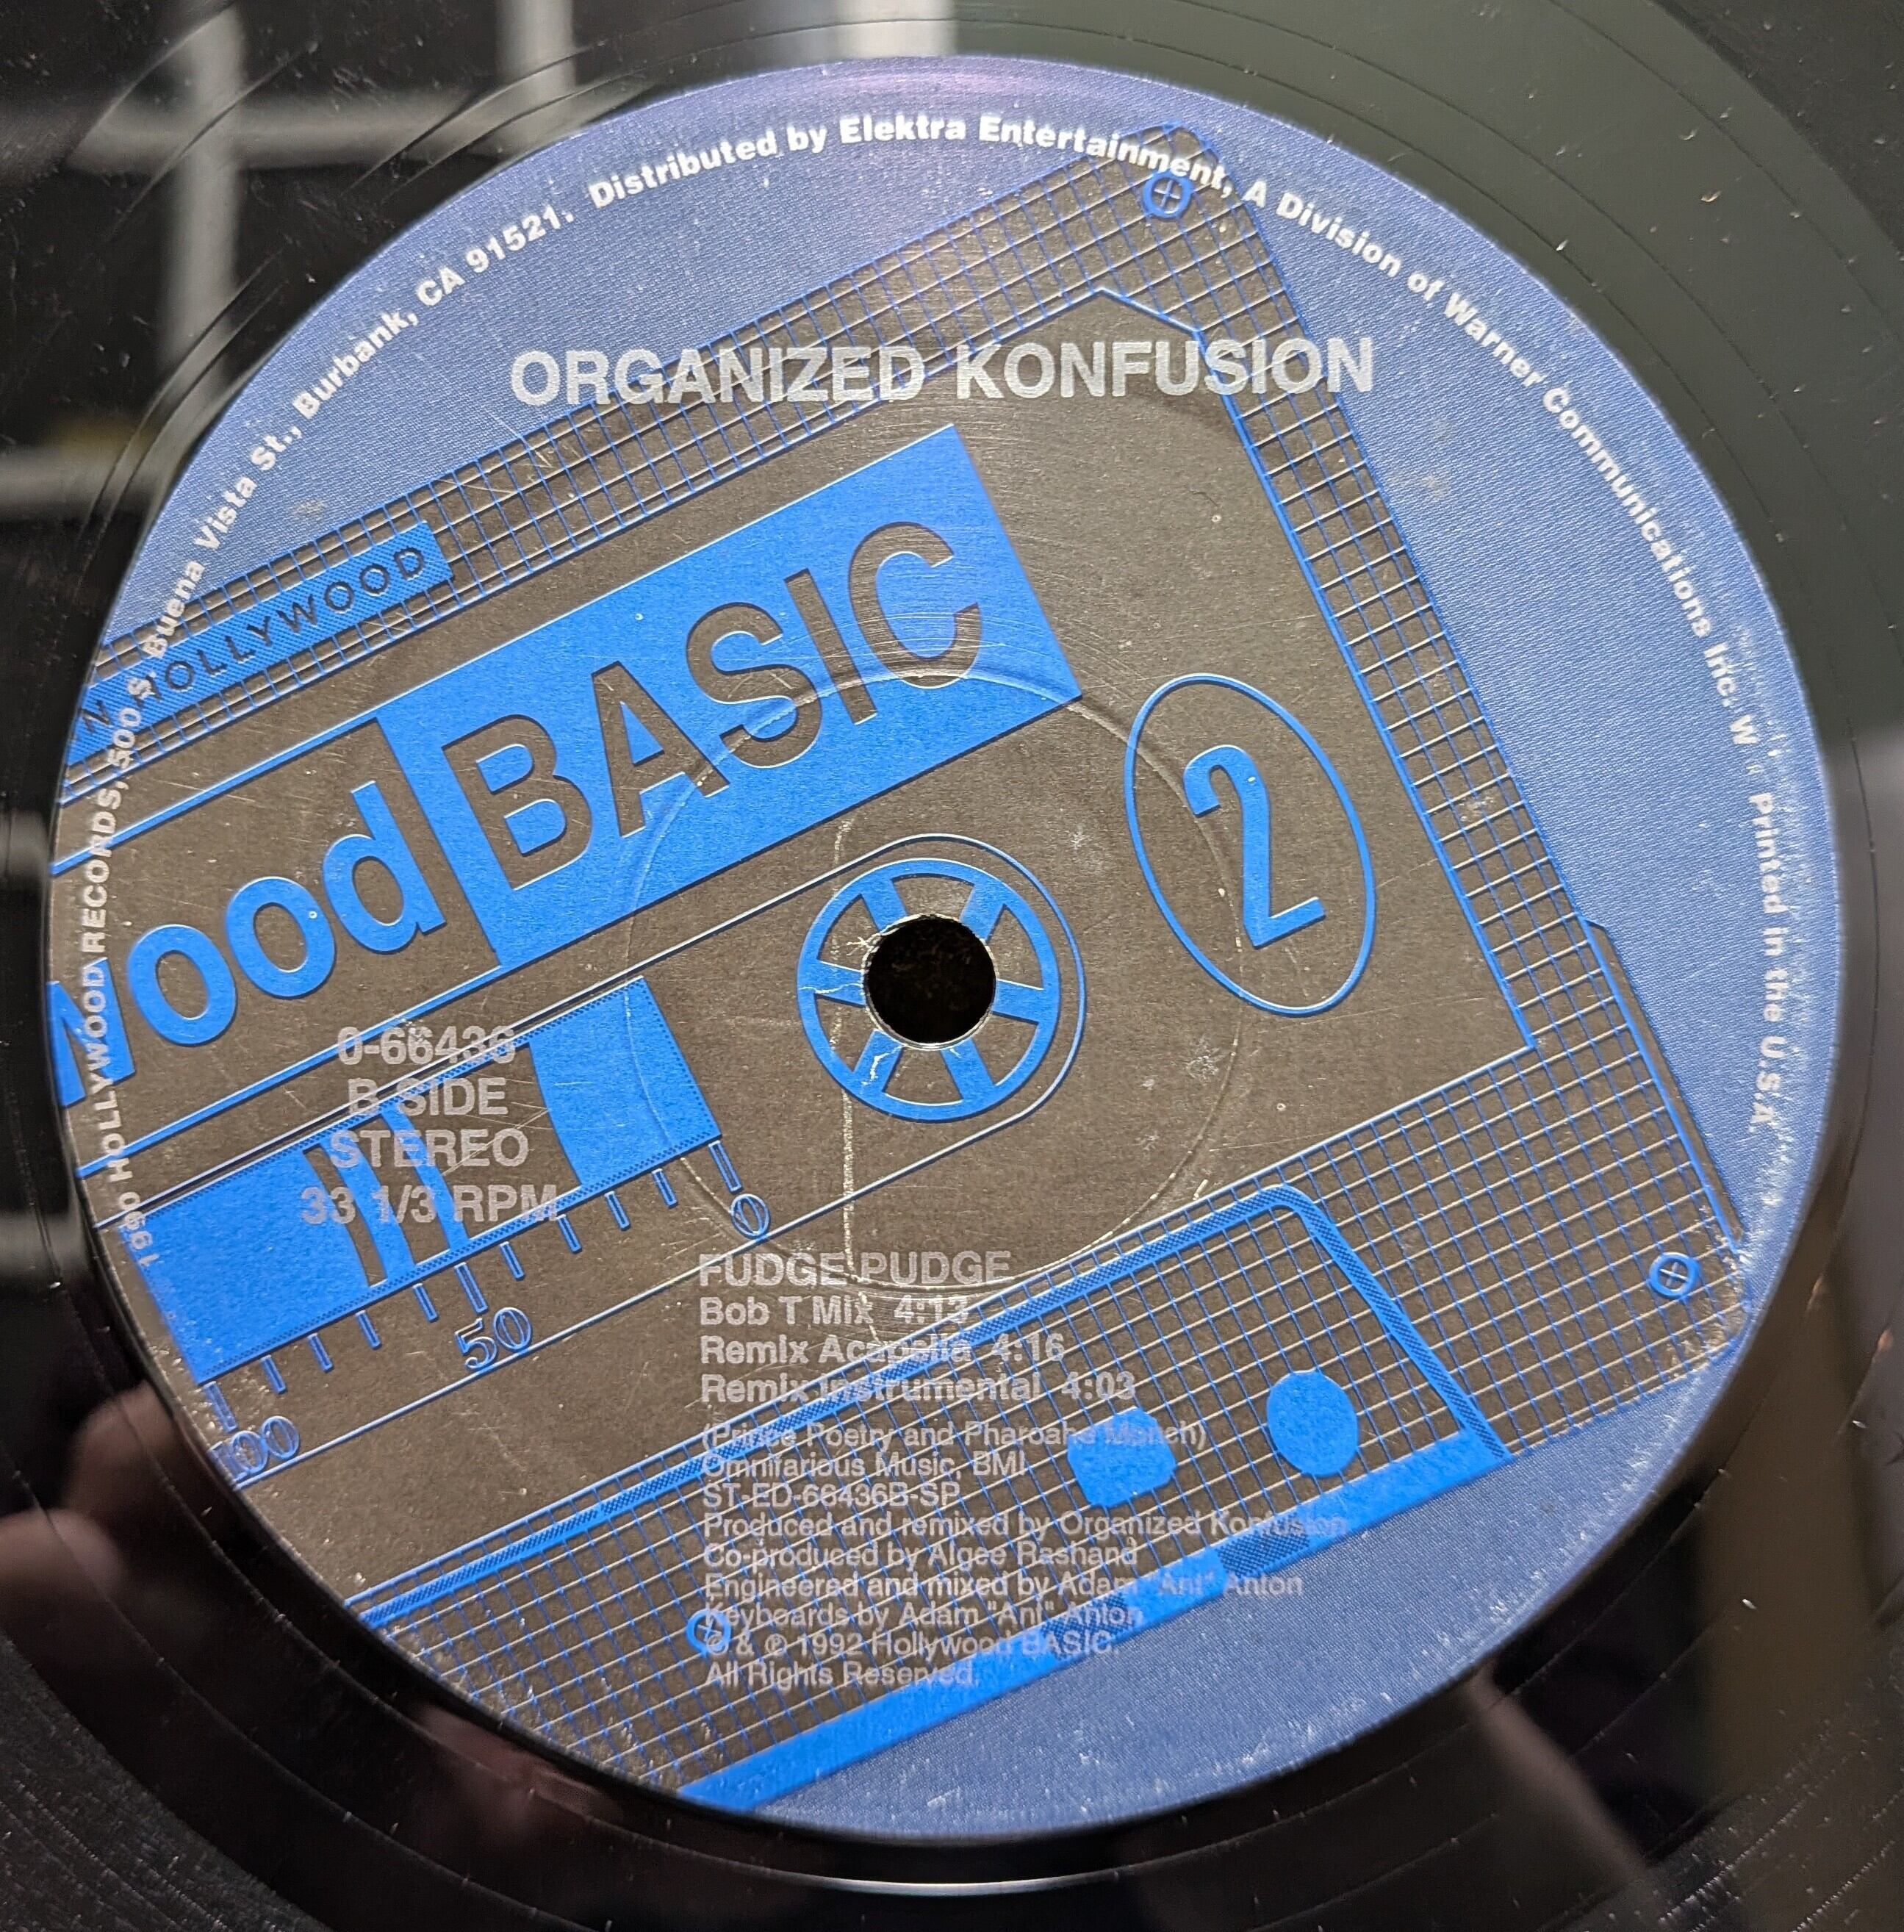 1990 HOLLYWOOD RECORDS, 500 S. Buena Vista St., Burbank, CA 91521. Distributed by Elektra Entertainment, A Division of Warner Communications Inc. Printed in the U.S.A.
ORGANIZED KONFUSION
N HOLLYWOOD
wood BASIC
2
0-66436
B SIDE
STEREO
33 1/3 RPM
0
50
100
FUDGE PUDGE
Bob T Mix 4:13
Remix Acapella 4:16
Remix Instrumental 4:03
(Prince Poetry and Pharoahe Monch)
Omnifarious Music, BMI
ST-ED-66436B-SP
Produced and remixed by Organized Konfusion
Co-produced by Algee Rashand
Engineered and mixed by Adam "Ant" Anton
Keyboards by Adam "Ant" Anton
© & ℗ 1992 Hollywood BASIC.
All Rights Reserved.